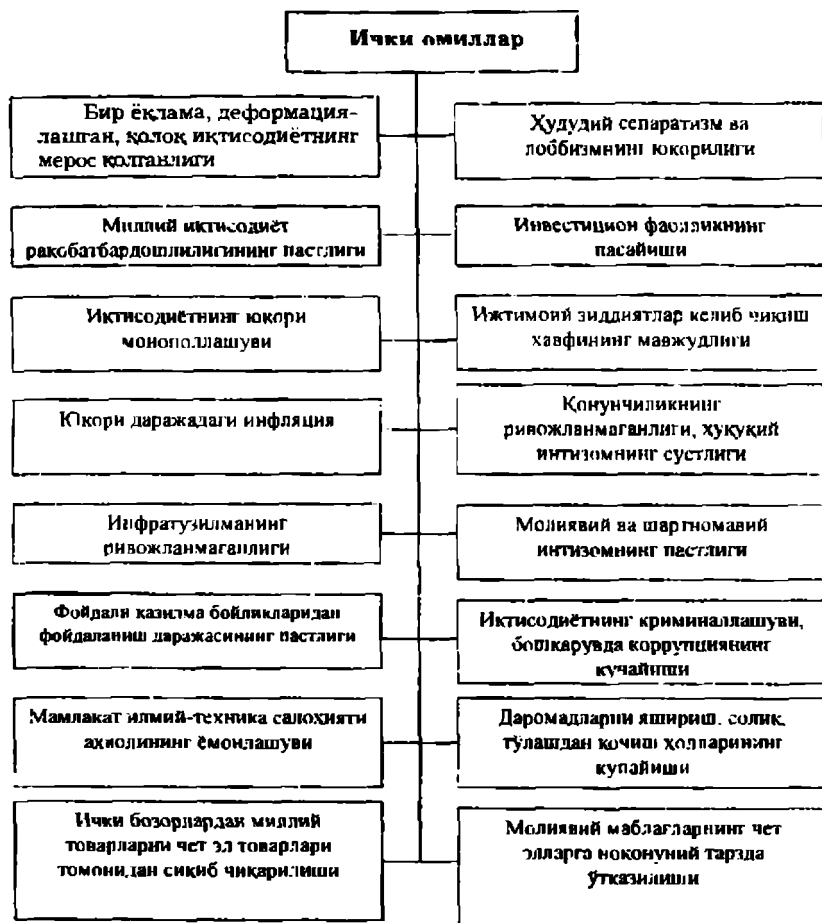 Ички омиллар
Бир ёқлама, деформация-
лашган, қолоқ иқтисодиётнинг
мерос қолганлиги
Ҳудудий сепаратизм ва
лоббизмнинг юқорилиги
Миллий иқтисодиёт
рақобатбардошлилигининг пастлиги
Инвестицион фаолликнинг
пасайиши
Иқтисодиётнинг юқори
монополлашуви
Ижтимоий зиддиятлар келиб чиқиш
хавфининг мавжудлиги
Юқори даражадаги инфляция
Қонунчиликнинг
ривожланмаганлиги, ҳуқуқий
интизомнинг сустлиги
Инфратузилманинг
ривожланмаганлиги
Молиявий ва шартномавий
интизомнинг пастлиги
Фойдали қазилма бойликларидан
фойдаланиш даражасининг пастлиги
Иқтисодиётнинг криминаллашуви,
бошқарувда коррупциянинг
кучайиши
Мамлакат илмий-техника салоҳияти
аҳволининг ёмонлашуви
Даромадларни яшириш, солиқ
тўлашдан қочиш ҳолларининг
купайиши
Ички бозорлардан миллий
товарларни чет эл товарлари
томонидан сиқиб чиқарилиши
Молиявий маблағларнинг чет
элларга ноқонуний тарзда
ўтказилиши